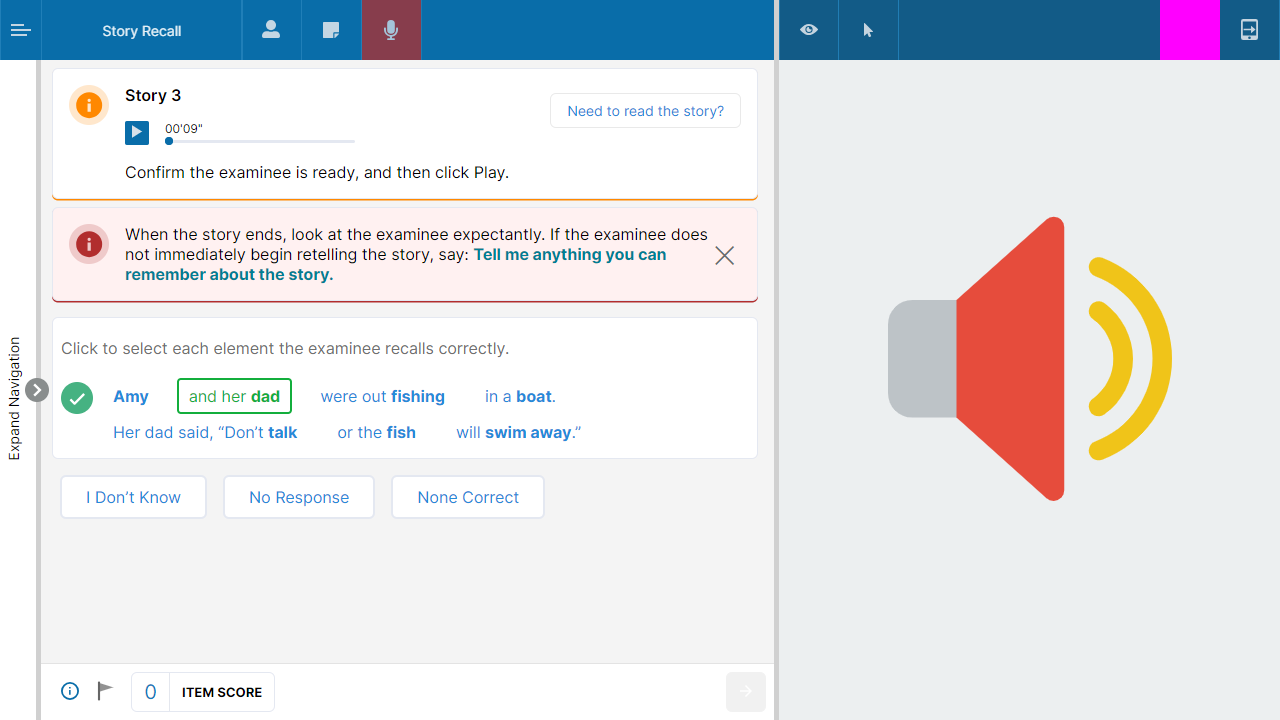 Story Recall
Story 3
00'09"
Need to read the story?
Confirm the examinee is ready, and then click Play.
When the story ends, look at the examinee expectantly. If the examinee does
not immediately begin retelling the story, say: Tell me anything you can
remember about the story.
Expand Navigation
Click to select each element the examinee recalls correctly.
Amy and her dad were out fishing in a boat.
Her dad said, “Don’t talk or the fish will swim away.”
I Don’t Know No Response None Correct
0 ITEM SCORE